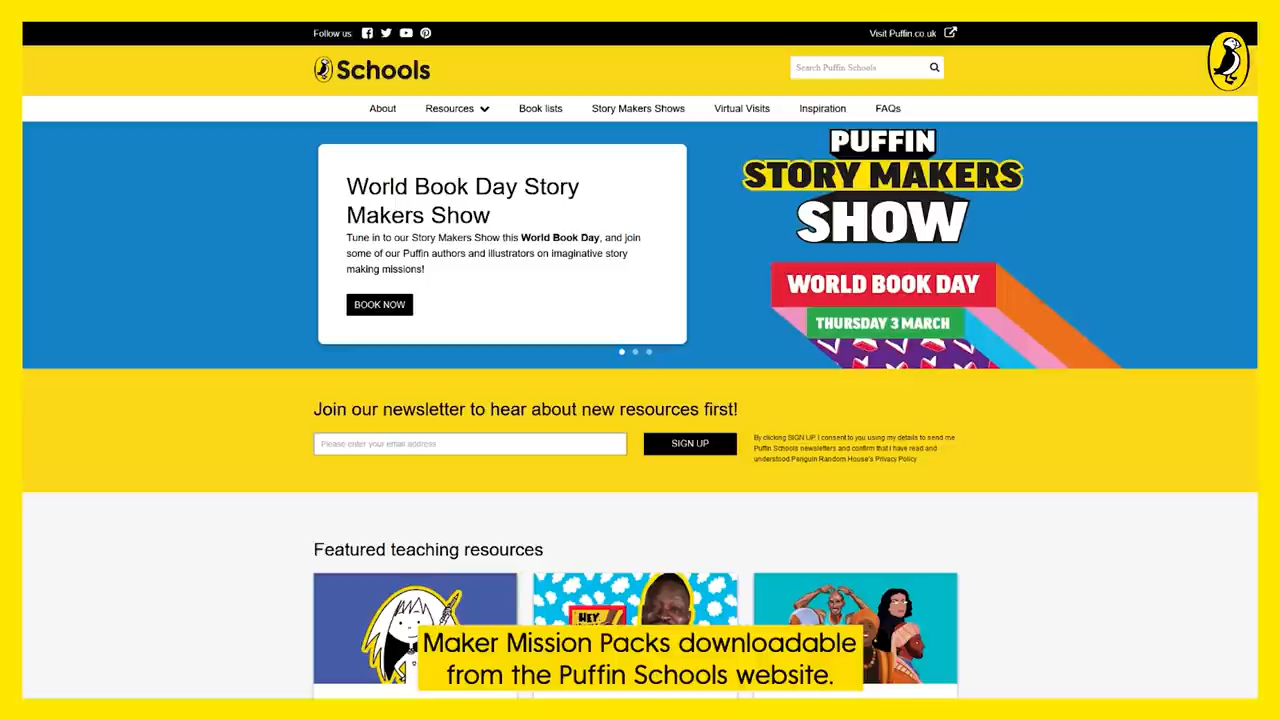 Follow us
Visit Puffin.co.uk
Schools
Search Puffin Schools
About
Resources
Book lists
Story Makers Shows
Virtual Visits
Inspiration
FAQs
World Book Day Story
Makers Show
Tune in to our Story Makers Show this World Book Day, and join
some of our Puffin authors and illustrators on imaginative story
making missions!
BOOK NOW
PUFFIN
STORY MAKERS
SHOW
WORLD BOOK DAY
THURSDAY 3 MARCH
Join our newsletter to hear about new resources first!
Please enter your email address
SIGN UP
By clicking SIGN UP I consent to you using my details to send me
Puffin Schools newsletters and confirm that I have read and
understood Penguin Random House's Privacy Policy
Featured teaching resources
HEY,
Maker Mission Packs downloadable
from the Puffin Schools website.